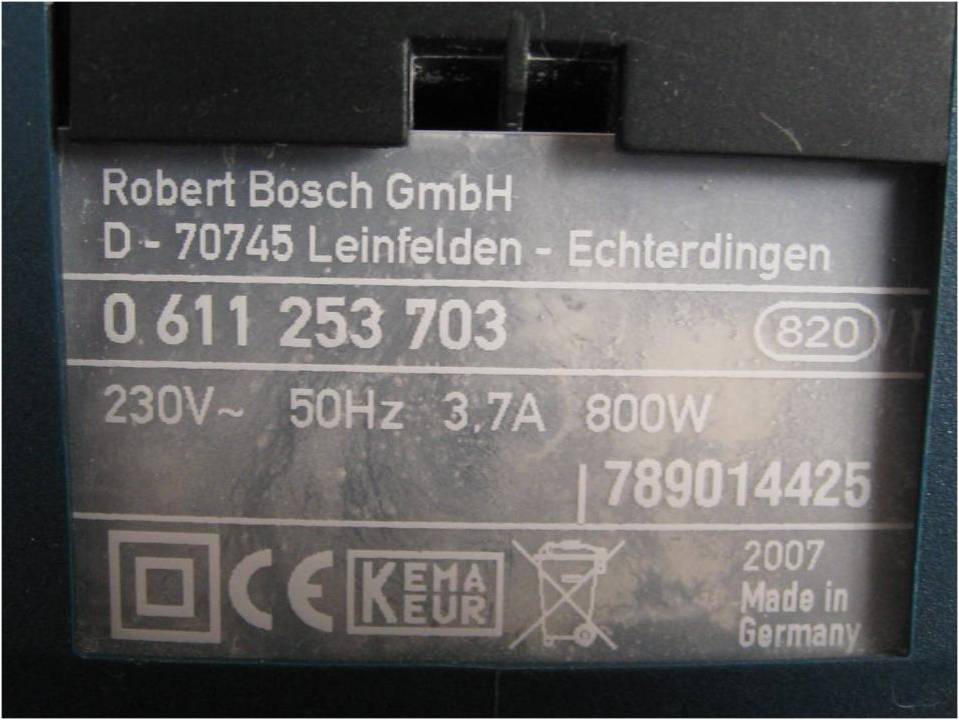 Robert Bosch GmbH
D - 70745 Leinfelden - Echterdingen
0 611 253 703 820
230V~ 50Hz 3,7A 800W
789014425
CE KEMA EUR
2007
Made in
Germany